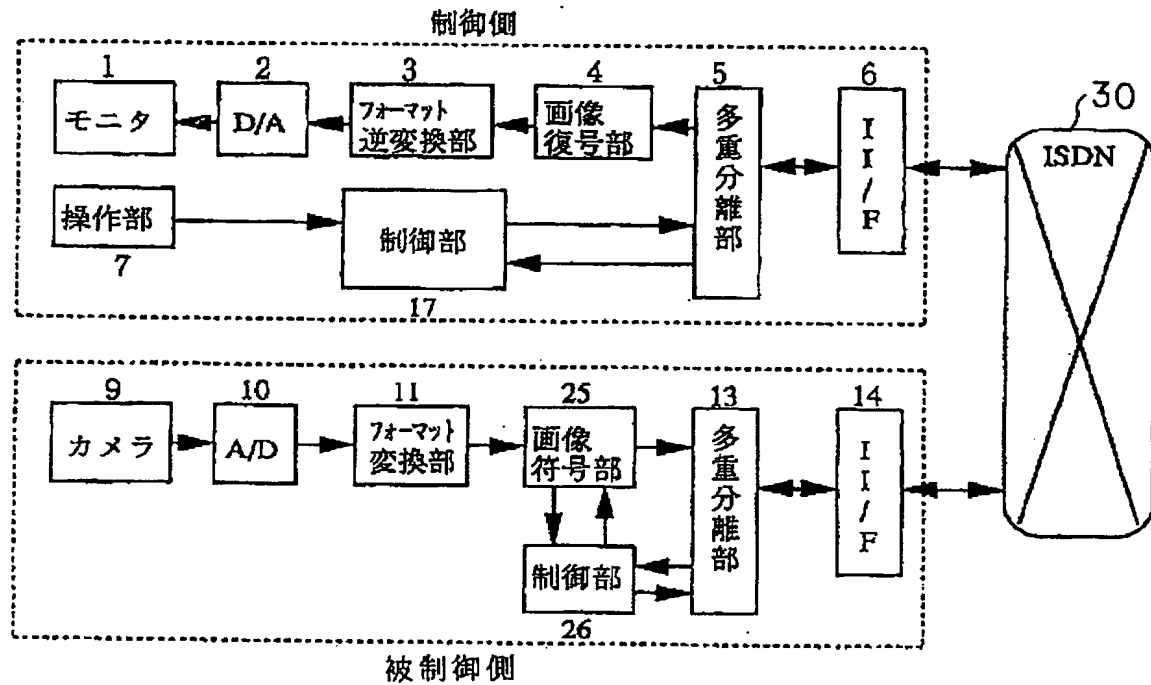 制御側
1
2
3
4
5
6
30
モニタ
D/A
フォーマット
逆変換部
画像
復号部
多重分離部
I
I
/
F
ISDN
操作部
7
制御部
17
9
10
11
25
13
14
カメラ
A/D
フォーマット
変換部
画像
符号部
多重分離部
I
I
/
F
制御部
26
被制御側